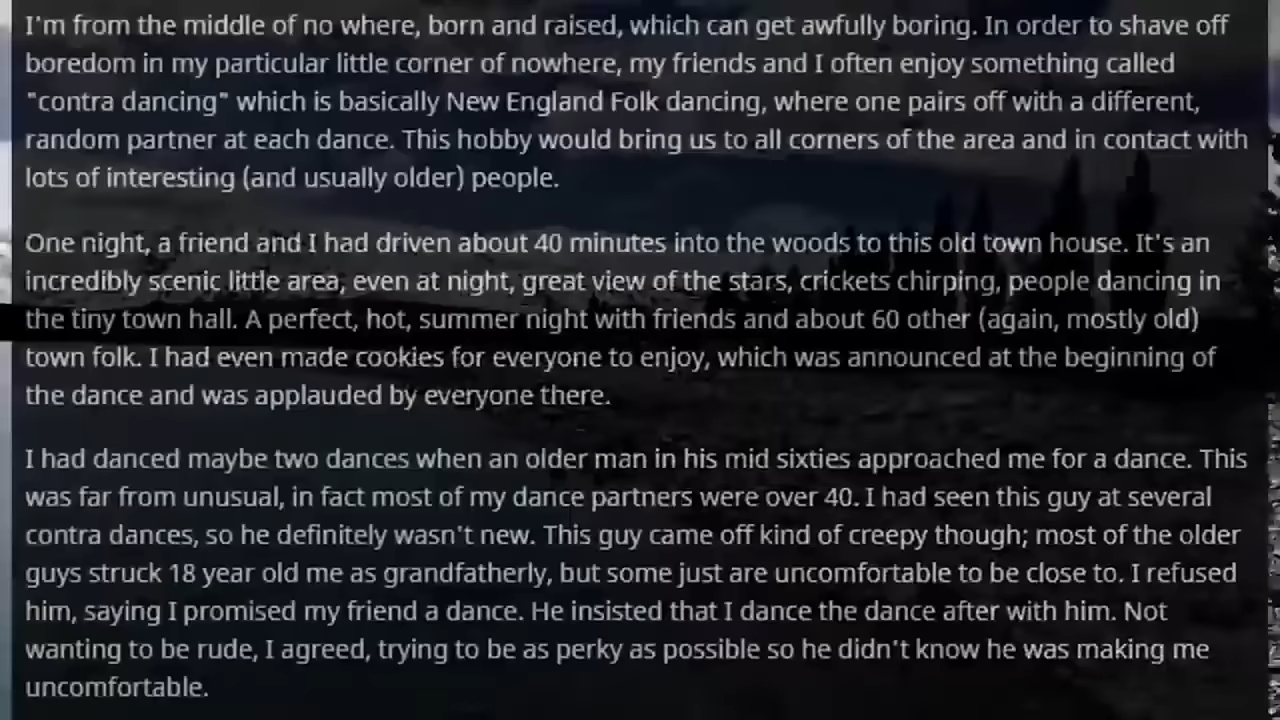 I'm from the middle of no where, born and raised, which can get awfully boring. In order to shave off
boredom in my particular little corner of nowhere, my friends and I often enjoy something called
"contra dancing" which is basically New England Folk dancing, where one pairs off with a different,
random partner at each dance. This hobby would bring us to all corners of the area and in contact with
lots of interesting (and usually older) people.
One night, a friend and I had driven about 40 minutes into the woods to this old town house. It's an
incredibly scenic little area, even at night, great view of the stars, crickets chirping, people dancing in
the tiny town hall. A perfect, hot, summer night with friends and about 60 other (again, mostly old)
town folk. I had even made cookies for everyone to enjoy, which was announced at the beginning of
the dance and was applauded by everyone there.
I had danced maybe two dances when an older man in his mid sixties approached me for a dance. This
was far from unusual, in fact most of my dance partners were over 40. I had seen this guy at several
contra dances, so he definitely wasn't new. This guy came off kind of creepy though; most of the older
guys struck 18 year old me as grandfatherly, but some just are uncomfortable to be close to. I refused
him, saying I promised my friend a dance. He insisted that I dance the dance after with him. Not
wanting to be rude, I agreed, trying to be as perky as possible so he didn't know he was making me
uncomfortable.